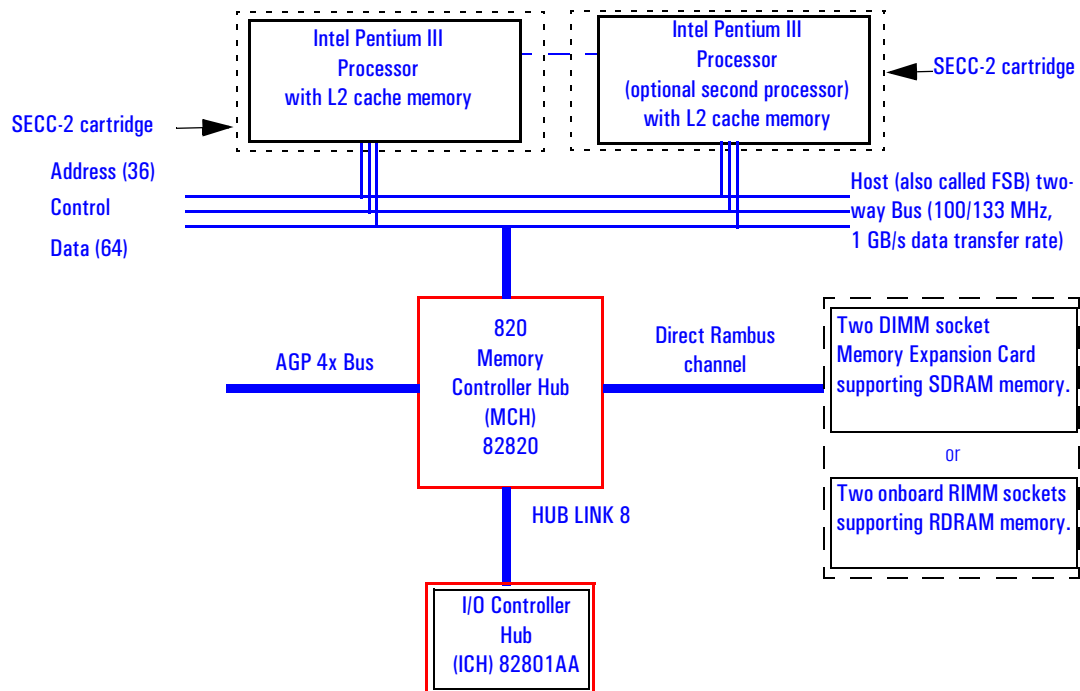 Intel Pentium III
Processor
with L2 cache memory
Intel Pentium III
Processor
(optional second processor)
with L2 cache memory
SECC-2 cartridge
SECC-2 cartridge
Address (36)
Control
Data (64)
Host (also called FSB) two-
way Bus (100/133 MHz,
1 GB/s data transfer rate)
820
Memory
Controller Hub
(MCH)
82820
AGP 4x Bus
Direct Rambus
channel
Two DIMM socket
Memory Expansion Card
supporting SDRAM memory.
or
Two onboard RIMM sockets
supporting RDRAM memory.
HUB LINK 8
I/O Controller
Hub
(ICH) 82801AA